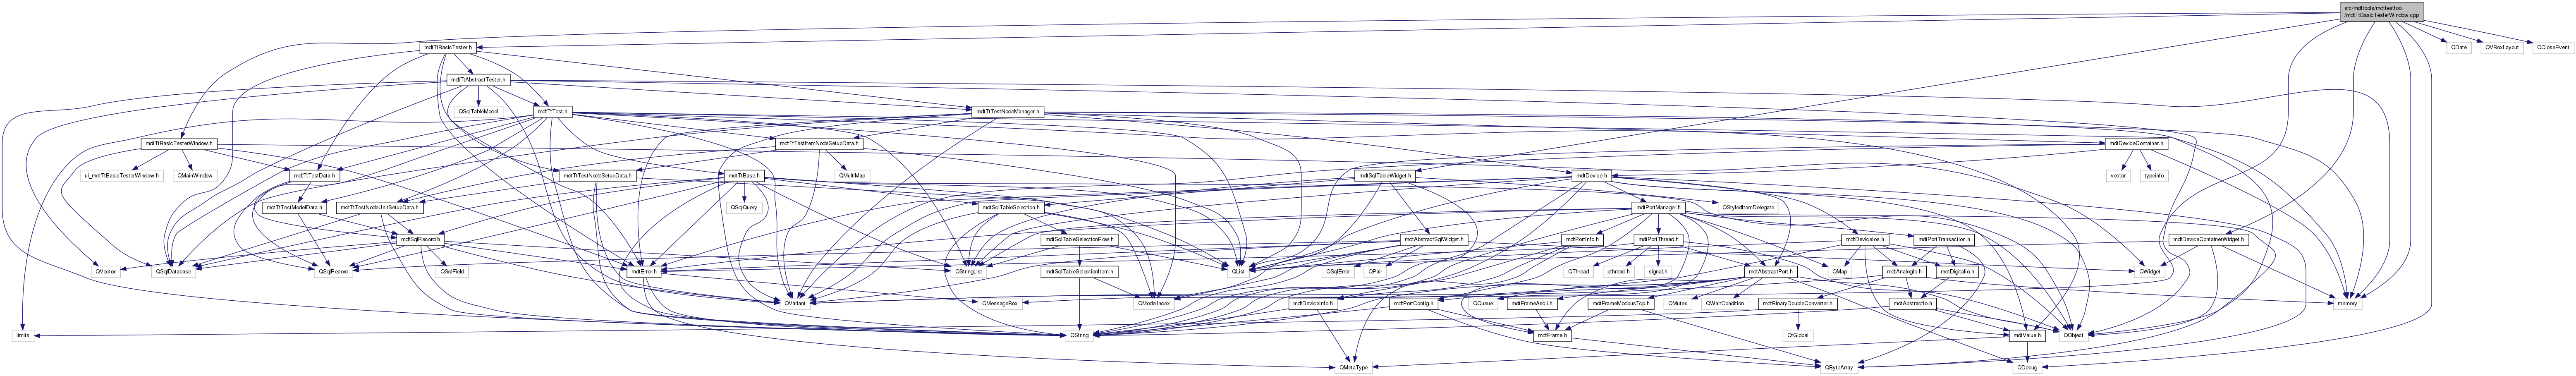 src/mdttools/mdttesttool
/mdtTtBasicTesterWindow.cpp
mdtTtBasicTester.h
QDate
QVBoxLayout
QCloseEvent
mdtTtAbstractTester.h
QSqlTableModel
mdtTtTest.h
mdtTtTestNodeManager.h
mdtTtBasicTesterWindow.h
mdtTtTestItemNodeSetupData.h
mdtDeviceContainer.h
ui_mdtTtBasicTesterWindow.h
QMainWindow
mdtTtTestData.h
mdtTtTestNodeSetupData.h
mdtTtBase.h
QMultiMap
mdtSqlTableWidget.h
mdtDevice.h
vector
typeinfo
mdtTtTestModelData.h
mdtTtTestNodeUnitSetupData.h
QSqlQuery
mdtSqlTableSelection.h
QStyledItemDelegate
mdtPortManager.h
mdtSqlRecord.h
mdtSqlTableSelectionRow.h
mdtAbstractSqlWidget.h
mdtPortInfo.h
mdtPortThread.h
mdtDeviceIos.h
mdtPortTransaction.h
mdtDeviceContainerWidget.h
QVector
QSqlDatabase
QSqlRecord
QSqlField
mdtError.h
QStringList
mdtSqlTableSelectionItem.h
QList
QSqlError
QPair
QThread
pthread.h
signal.h
mdtAbstractPort.h
QMap
mdtAnalogIo.h
mdtDigitalIo.h
QWidget
QVariant
QMessageBox
QModelIndex
mdtDeviceInfo.h
mdtPortConfig.h
QQueue
mdtFrameAscii.h
mdtFrameModbusTcp.h
QMutex
QWaitCondition
mdtBinaryDoubleConverter.h
mdtAbstractIo.h
memory
limits
QString
mdtFrame.h
QtGlobal
mdtValue.h
QObject
QMetaType
QByteArray
QDebug